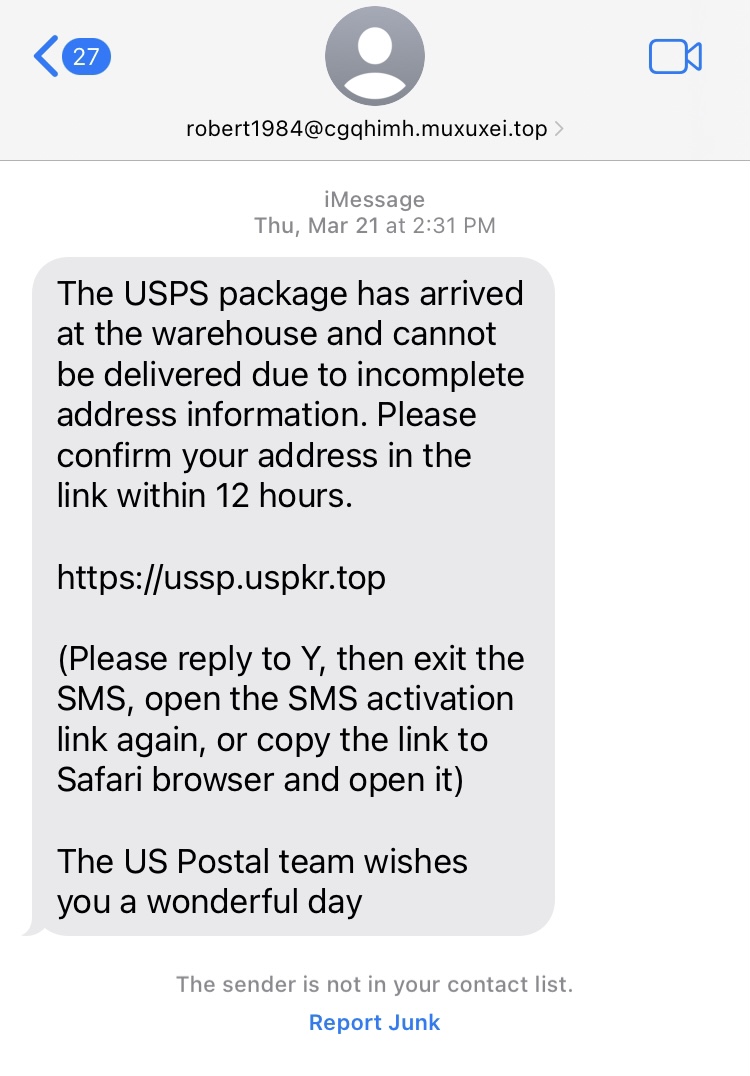 27
robert1984@cgqhimh.muxuxei.top
iMessage
Thu, Mar 21 at 2:31 PM
The USPS package has arrived
at the warehouse and cannot
be delivered due to incomplete
address information. Please
confirm your address in the
link within 12 hours.
https://ussp.uspkr.top
(Please reply to Y, then exit the
SMS, open the SMS activation
link again, or copy the link to
Safari browser and open it)
The US Postal team wishes
you a wonderful day
The sender is not in your contact list.
Report Junk